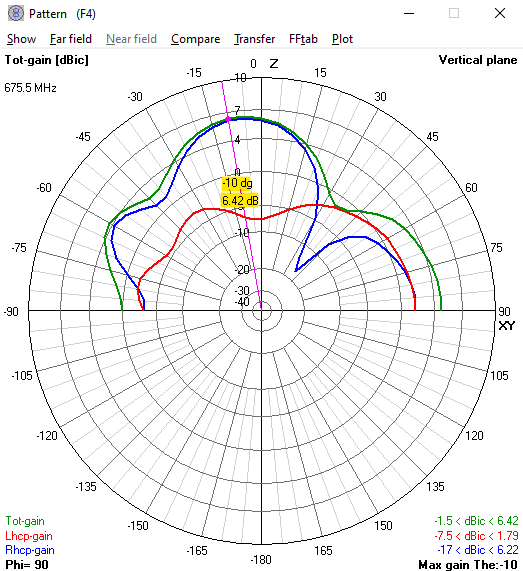 Pattern (F4)
Show Far field Near field Compare Transfer FFtab Plot
Tot-gain [dBic] Vertical plane
675.5 MHz
0 Z
-15 15
-30 30
-45 45
-60 60
-75 75
-90 90
XY
-105 105
-120 120
-135 135
-150 150
-165 165
-180
10
7
4
0
-10
-20
-30
-40
-10 dg
6.42 dB
Tot-gain -1.5 < dBic < 6.42
Lhcp-gain -7.5 < dBic < 1.79
Rhcp-gain -17 < dBic < 6.22
Phi= 90 Max gain The:-10